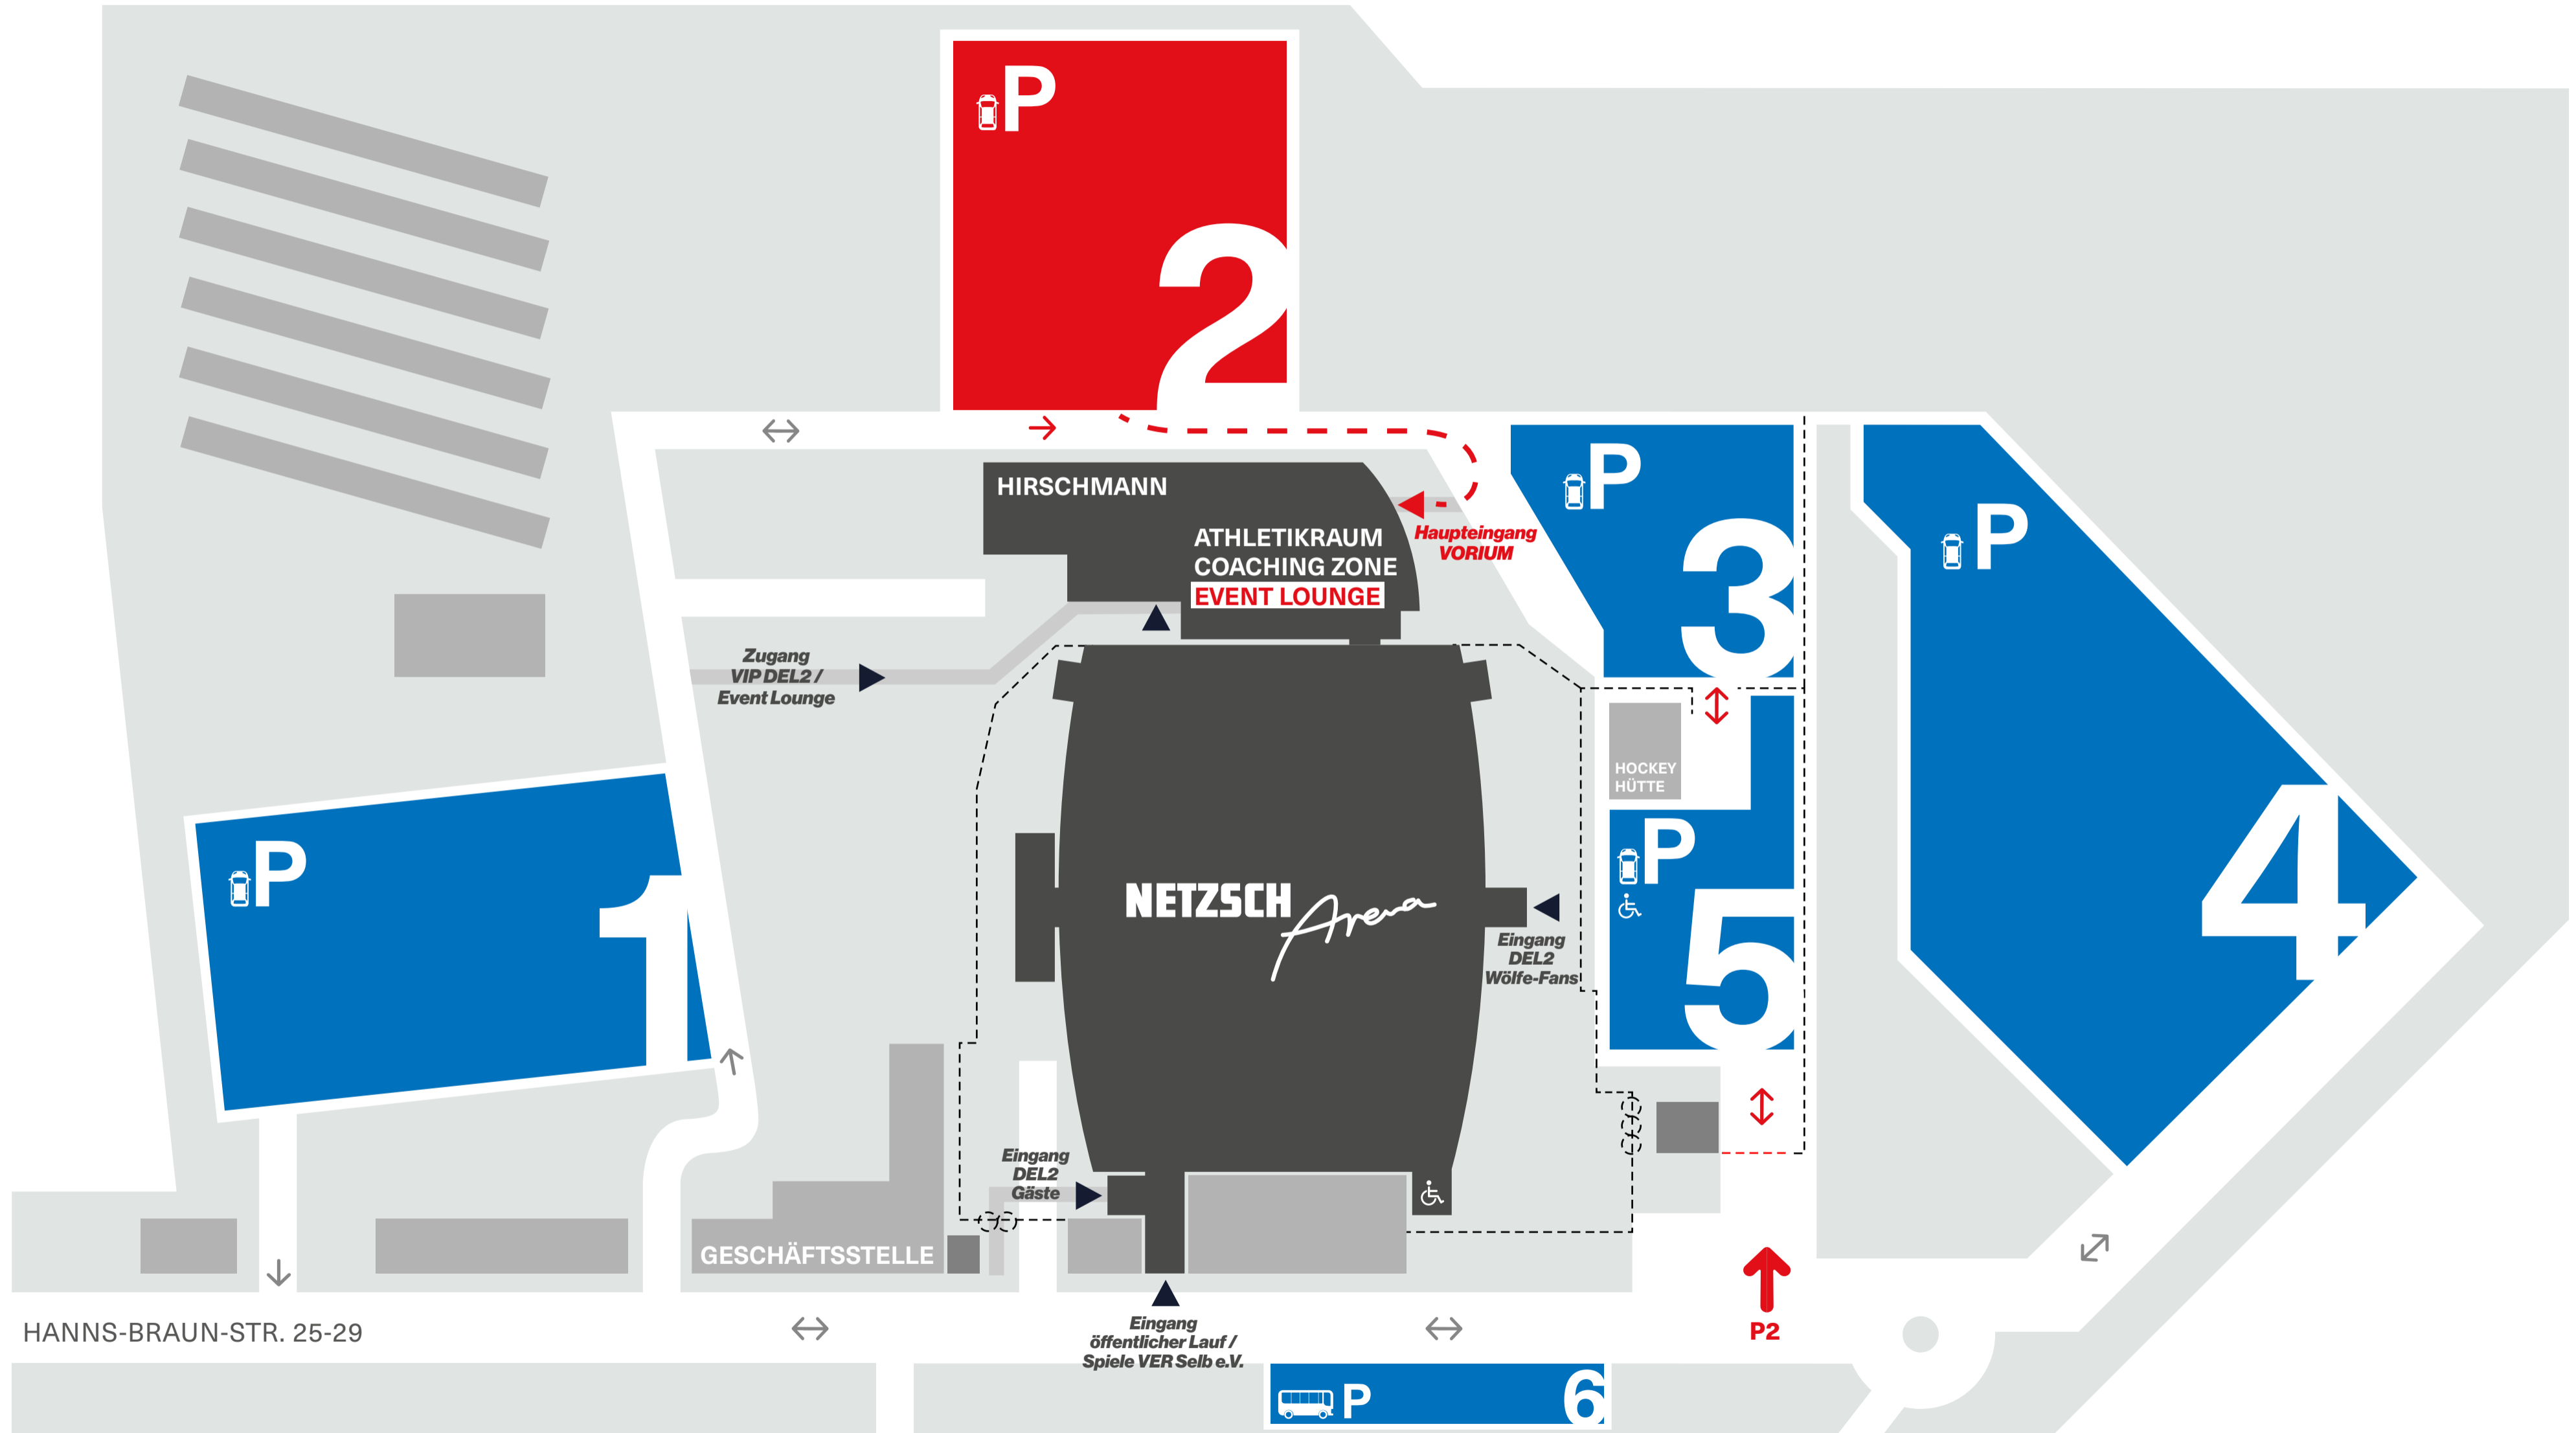 P
2
HIRSCHMANN
ATHLETIKRAUM
COACHING ZONE
EVENT LOUNGE
Haupteingang
VORIUM
P
3
P
4
Zugang
VIP DEL2 /
Event Lounge
HOCKEY
HÜTTE
P
1
P
5
NETZSCH
Arena
Eingang
DEL2
Wölfe-Fans
Eingang
DEL2
Gäste
GESCHÄFTSSTELLE
HANNS-BRAUN-STR. 25-29
Eingang
öffentlicher Lauf /
Spiele VER Selb e.V.
P2
P
6